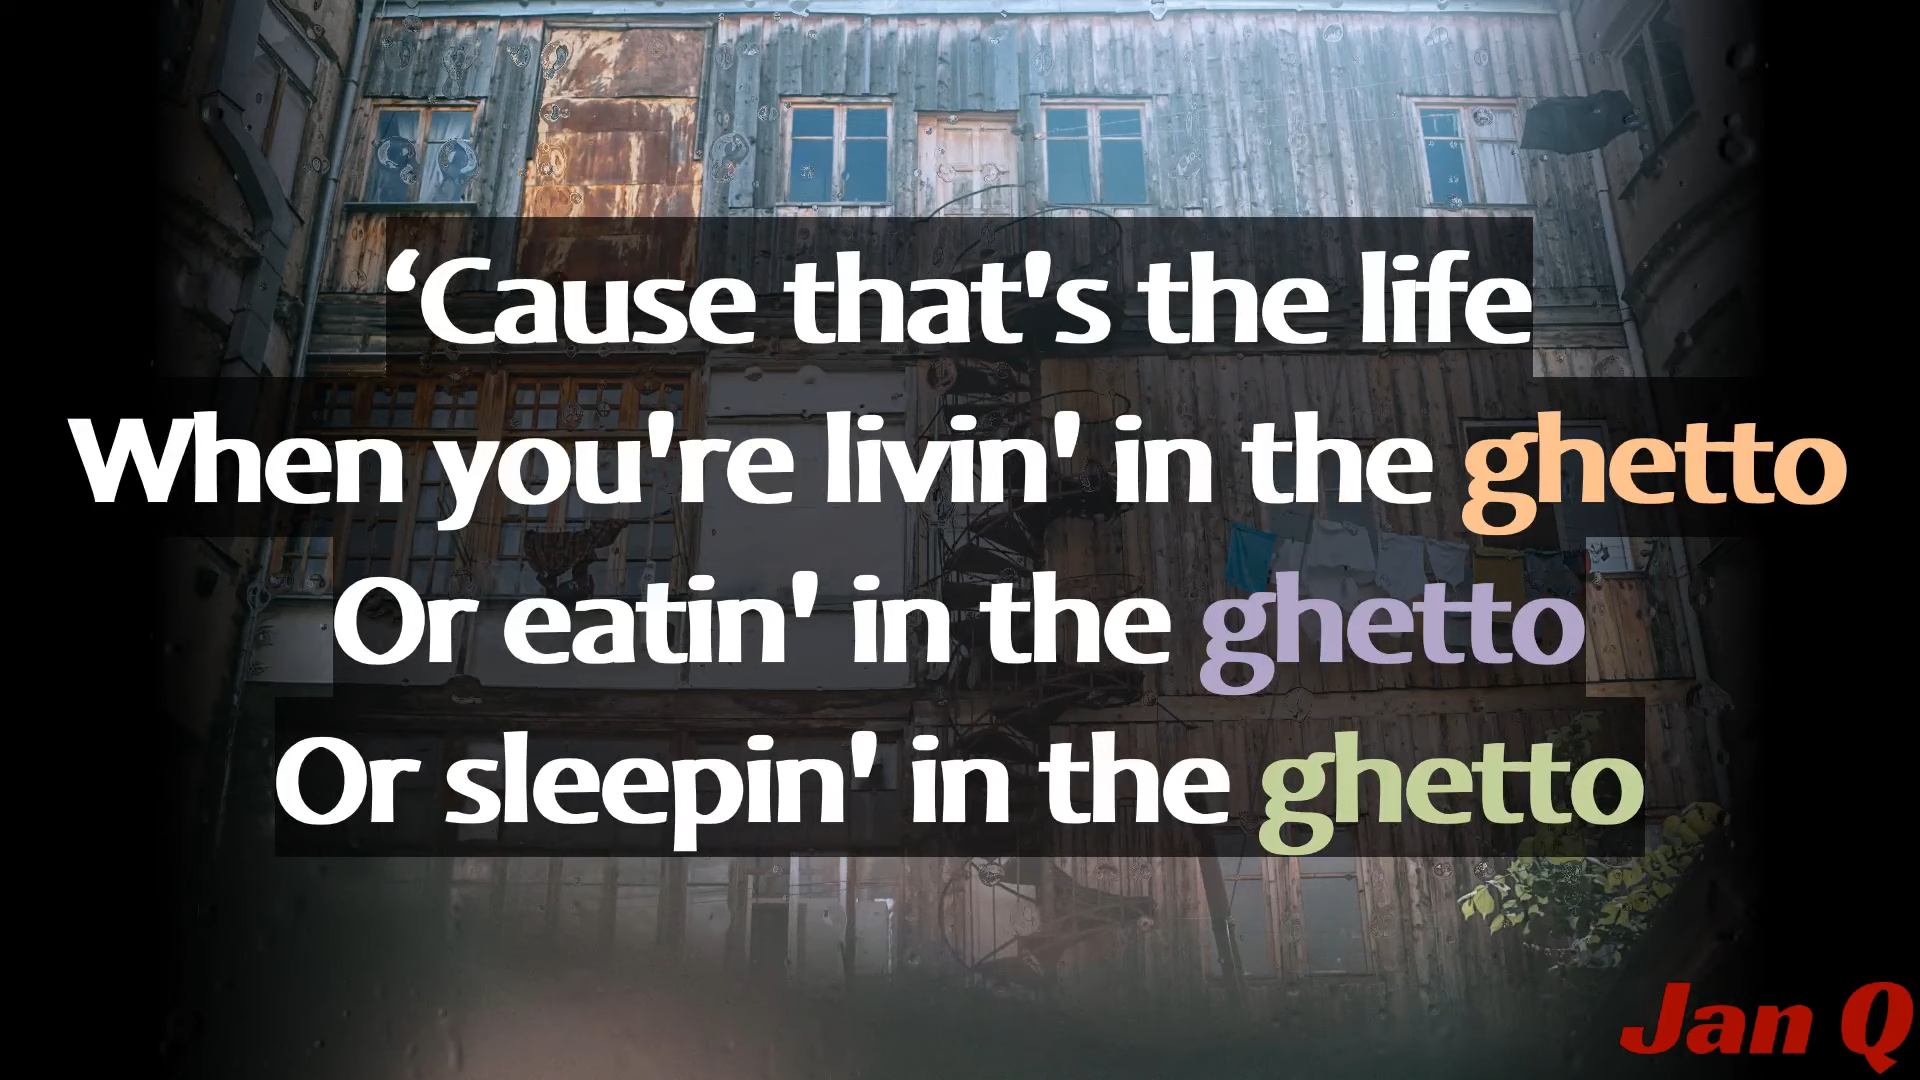 ‘Cause that's the life
When you're livin' in the ghetto
Or eatin' in the ghetto
Or sleepin' in the ghetto
Jan Q